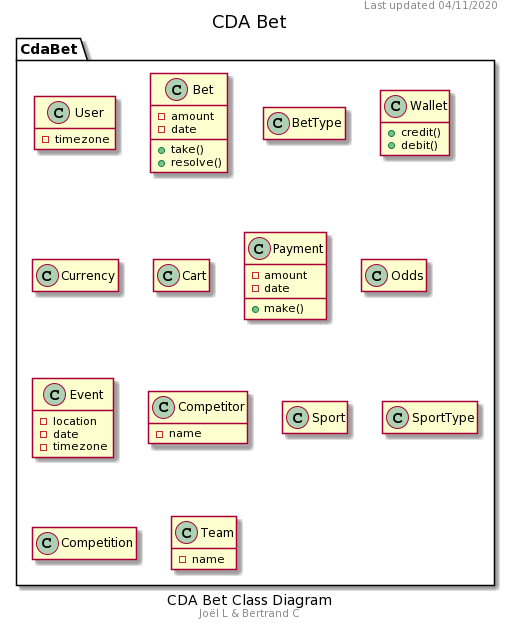 Last updated 04/11/2020
CDA Bet
CdaBet
C User
timezone
C Bet
amount
date
take()
resolve()
C BetType
C Wallet
credit()
debit()
C Currency
C Cart
C Payment
amount
date
make()
C Odds
C Event
location
date
timezone
C Competitor
name
C Sport
C SportType
C Competition
C Team
name
CDA Bet Class Diagram
Joël L & Bertrand C